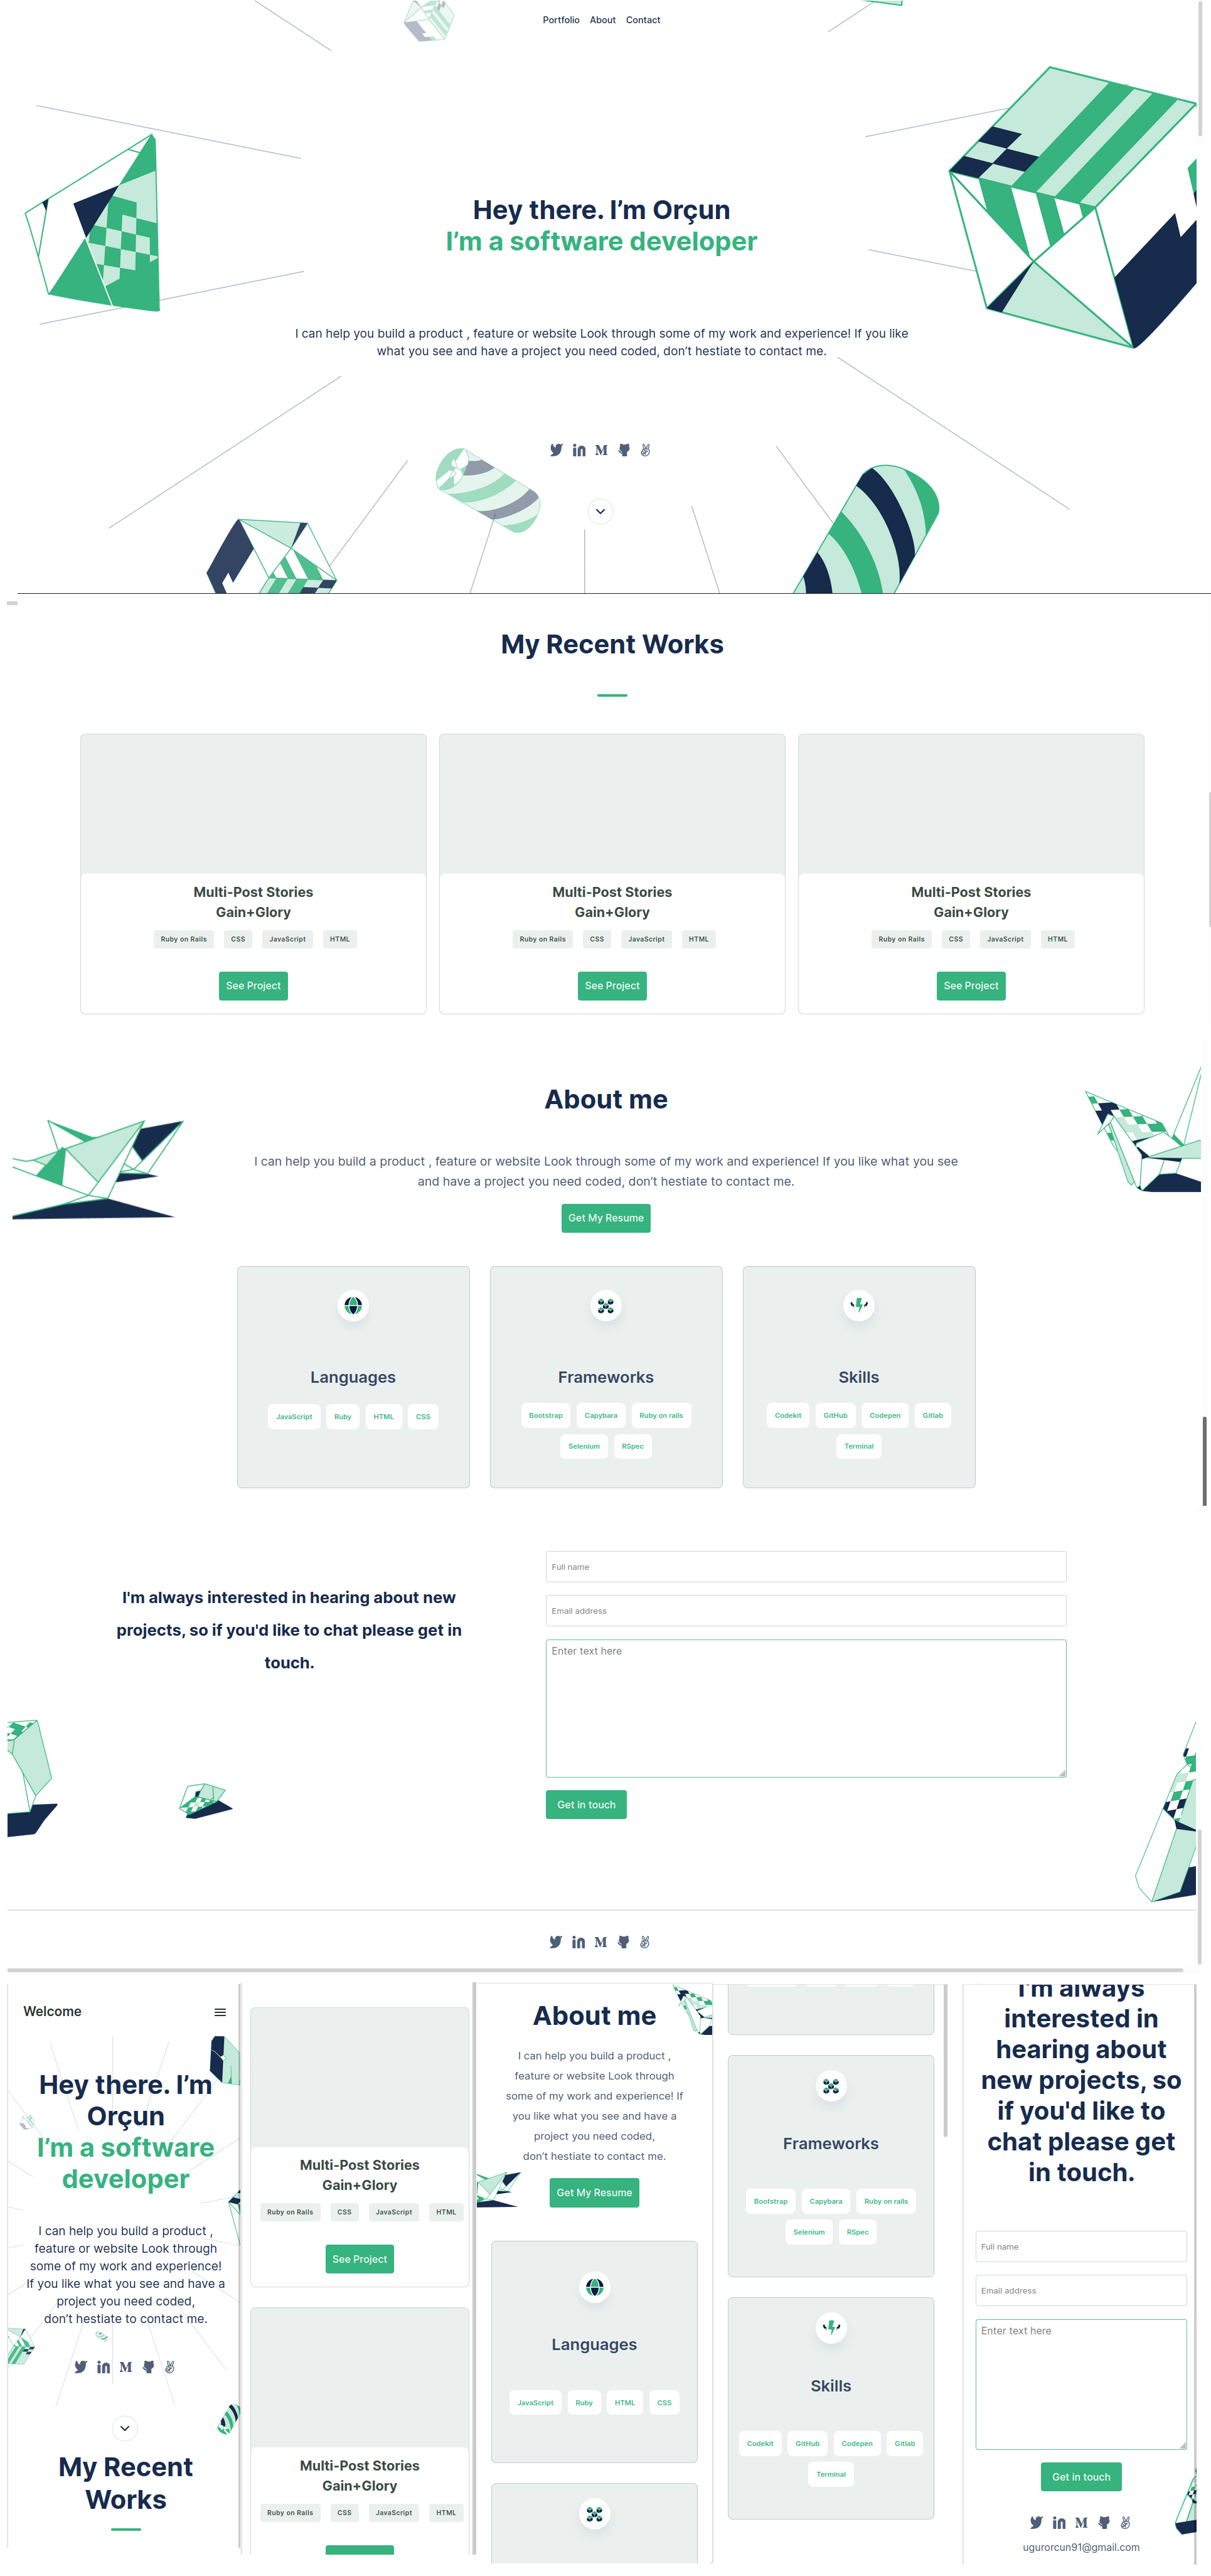 Portfolio About Contact
Hey there. I’m Orçun
I’m a software developer
I can help you build a product , feature or website Look through some of my work and experience! If you like
what you see and have a project you need coded, don’t hestiate to contact me.
My Recent Works
Multi-Post Stories
Gain+Glory
Ruby on Rails CSS JavaScript HTML
See Project
Multi-Post Stories
Gain+Glory
Ruby on Rails CSS JavaScript HTML
See Project
Multi-Post Stories
Gain+Glory
Ruby on Rails CSS JavaScript HTML
See Project
About me
I can help you build a product , feature or website Look through some of my work and experience! If you like what you see
and have a project you need coded, don’t hestiate to contact me.
Get My Resume
Languages
JavaScript Ruby HTML CSS
Frameworks
Bootstrap Capybara Ruby on rails
Selenium RSpec
Skills
Codekit GitHub Codepen Gitlab
Terminal
I'm always interested in hearing about new
projects, so if you'd like to chat please get in
touch.
Full name
Email address
Enter text here
Get in touch
Welcome
Hey there. I’m
Orçun
I’m a software
developer
I can help you build a product ,
feature or website Look through
some of my work and experience!
If you like what you see and have a
project you need coded,
don’t hestiate to contact me.
My Recent
Works
Multi-Post Stories
Gain+Glory
Ruby on Rails CSS JavaScript HTML
See Project
Multi-Post Stories
Gain+Glory
Ruby on Rails CSS JavaScript HTML
About me
I can help you build a product ,
feature or website Look through
some of my work and experience! If
you like what you see and have a
project you need coded,
don’t hestiate to contact me.
Get My Resume
Languages
JavaScript Ruby HTML CSS
Frameworks
Bootstrap Capybara Ruby on rails
Selenium RSpec
Skills
Codekit GitHub Codepen Gitlab
Terminal
I'm always
interested in
hearing about
new projects, so
if you'd like to
chat please get
in touch.
Full name
Email address
Enter text here
Get in touch
ugurorcun91@gmail.com